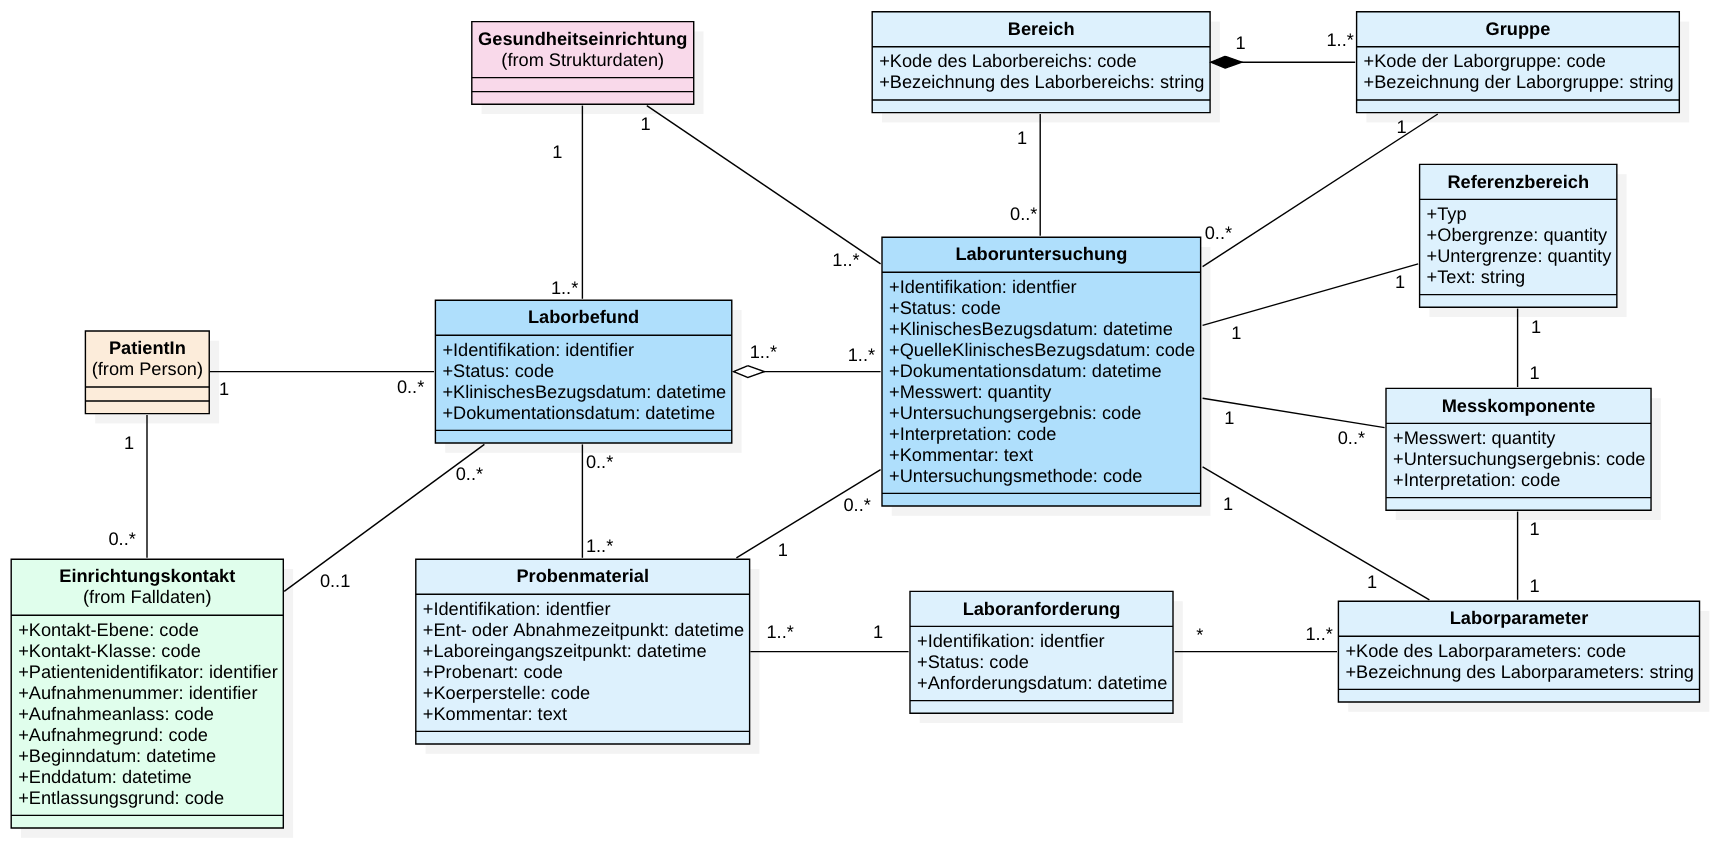 Gesundheitseinrichtung
(from Strukturdaten)
Bereich
+Kode des Laborbereichs: code
+Bezeichnung des Laborbereichs: string
1
1..*
Gruppe
+Kode der Laborgruppe: code
+Bezeichnung der Laborgruppe: string
1
1
1
1
0..*
0..*
1..*
1..*
Referenzbereich
+Typ
+Obergrenze: quantity
+Untergrenze: quantity
+Text: string
1
1
1
1
Laboruntersuchung
+Identifikation: identfier
+Status: code
+KlinischesBezugsdatum: datetime
+QuelleKlinischesBezugsdatum: code
+Dokumentationsdatum: datetime
+Messwert: quantity
+Untersuchungsergebnis: code
+Interpretation: code
+Kommentar: text
+Untersuchungsmethode: code
Laborbefund
+Identifikation: identifier
+Status: code
+KlinischesBezugsdatum: datetime
+Dokumentationsdatum: datetime
1..*
1..*
PatientIn
(from Person)
1
0..*
1
0..*
0..*
0..1
0..*
1..*
0..*
1
1
0..*
Messkomponente
+Messwert: quantity
+Untersuchungsergebnis: code
+Interpretation: code
1
1
1
1
Einrichtungskontakt
(from Falldaten)
+Kontakt-Ebene: code
+Kontakt-Klasse: code
+Patientenidentifikator: identifier
+Aufnahmenummer: identifier
+Aufnahmeanlass: code
+Aufnahmegrund: code
+Beginndatum: datetime
+Enddatum: datetime
+Entlassungsgrund: code
Probenmaterial
+Identifikation: identfier
+Ent- oder Abnahmezeitpunkt: datetime
+Laboreingangszeitpunkt: datetime
+Probenart: code
+Koerperstelle: code
+Kommentar: text
1..*
1
Laboranforderung
+Identifikation: identfier
+Status: code
+Anforderungsdatum: datetime
*
1..*
Laborparameter
+Kode des Laborparameters: code
+Bezeichnung des Laborparameters: string